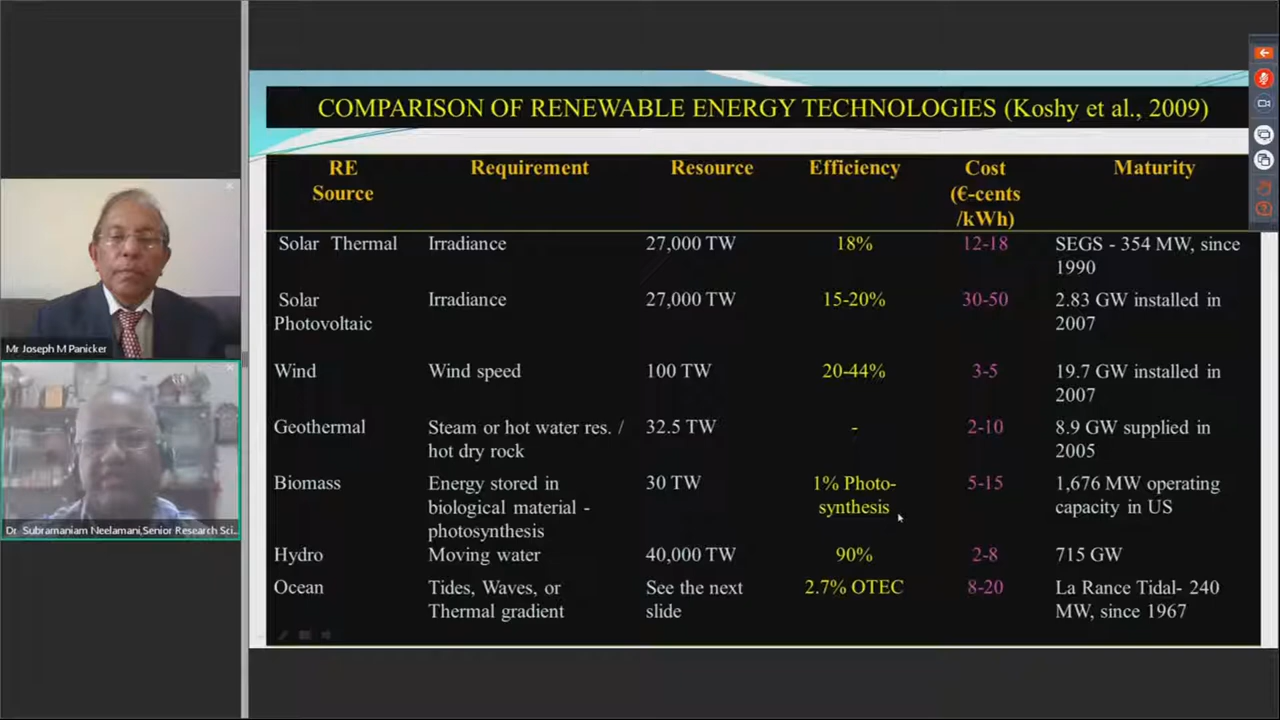 COMPARISON OF RENEWABLE ENERGY TECHNOLOGIES (Koshy et al., 2009)
RE Source Requirement Resource Efficiency Cost (€-cents /kWh) Maturity
Solar Thermal Irradiance 27,000 TW 18% 12-18 SEGS - 354 MW, since 1990
Solar Photovoltaic Irradiance 27,000 TW 15-20% 30-50 2.83 GW installed in 2007
Wind Wind speed 100 TW 20-44% 3-5 19.7 GW installed in 2007
Geothermal Steam or hot water res. / hot dry rock 32.5 TW - 2-10 8.9 GW supplied in 2005
Biomass Energy stored in biological material - photosynthesis 30 TW 1% Photo-synthesis 5-15 1,676 MW operating capacity in US
Hydro Moving water 40,000 TW 90% 2-8 715 GW
Ocean Tides, Waves, or Thermal gradient See the next slide 2.7% OTEC 8-20 La Rance Tidal- 240 MW, since 1967
Mr Joseph M Panicker
Dr Subramaniam Neelamani,Senior Research Sci...